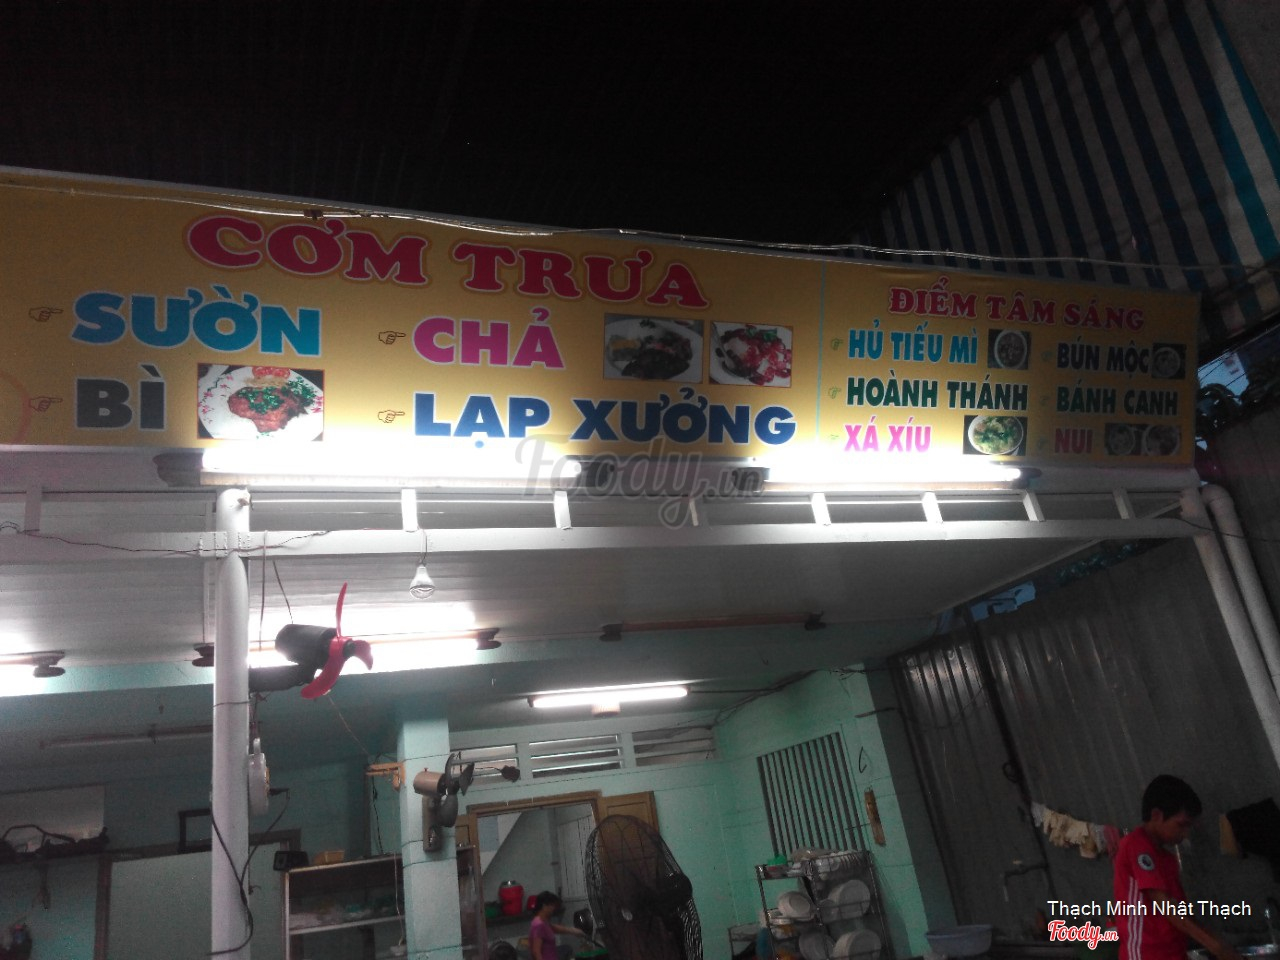 CƠM TRƯA
SƯỜN
CHẢ
BÌ
LẠP XƯỞNG
ĐIỂM TÂM SÁNG
HỦ TIẾU MÌ
BÚN MỘC
HOÀNH THÁNH
BÁNH CANH
XÁ XÍU
NUI
Foody.vn
Thạch Minh Nhật Thạch
Foody.vn